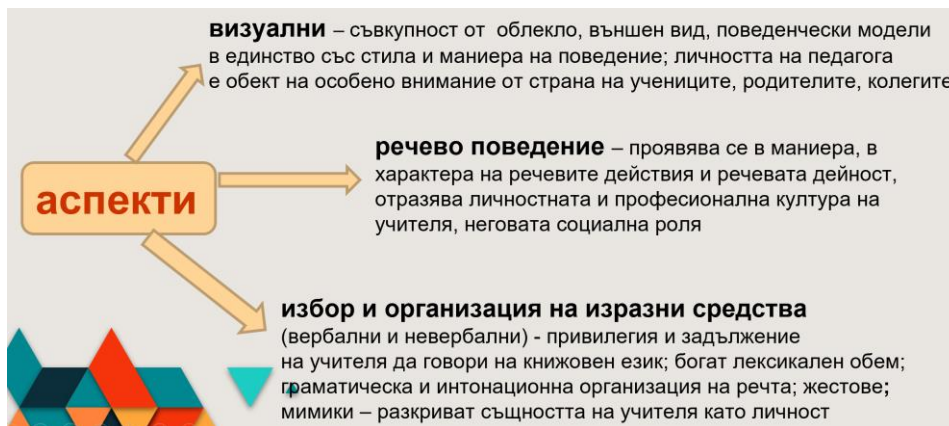 визуални – съвкупност от облекло, външен вид, поведенчески модели
в единство със стила и маниера на поведение; личността на педагога
е обект на особено внимание от страна на учениците, родителите, колегите
аспекти
речево поведение – проявява се в маниера, в
характера на речевите действия и речевата дейност,
отразява личностната и професионална култура на
учителя, неговата социална роля
избор и организация на изразни средства
(вербални и невербални) - привилегия и задължение
на учителя да говори на книжовен език; богат лексикален обем;
граматическа и интонационна организация на речта; жестове;
мимики – разкриват същността на учителя като личност